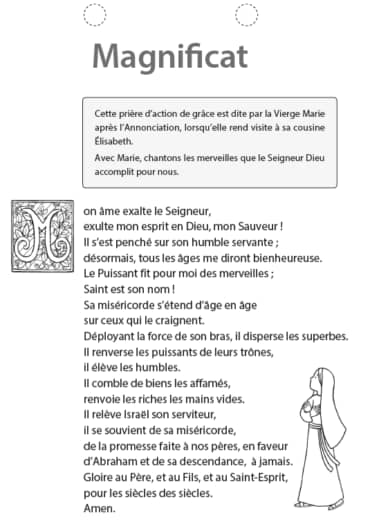 Magnificat
Cette prière d'action de grâce est dite par la Vierge Marie
après l'Annonciation, lorsqu'elle rend visite à sa cousine
Élisabeth.
Avec Marie, chantons les merveilles que le Seigneur Dieu
accomplit pour nous.
Mon âme exalte le Seigneur,
exulte mon esprit en Dieu, mon Sauveur !
Il s'est penché sur son humble servante ;
désormais, tous les âges me diront bienheureuse.
Le Puissant fit pour moi des merveilles ;
Saint est son nom !
Sa miséricorde s'étend d'âge en âge
sur ceux qui le craignent.
Déployant la force de son bras, il disperse les superbes.
Il renverse les puissants de leurs trônes,
il élève les humbles.
Il comble de biens les affamés,
renvoie les riches les mains vides.
Il relève Israël son serviteur,
il se souvient de sa miséricorde,
de la promesse faite à nos pères, en faveur
d'Abraham et de sa descendance, à jamais.
Gloire au Père, et au Fils, et au Saint-Esprit,
pour les siècles des siècles.
Amen.